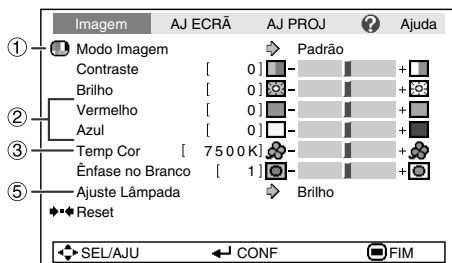 Imagem AJ ECRÃ AJ PROJ ? Ajuda
① Modo Imagem Padrão
Contraste [ 0] - +
Brilho [ 0] - +
② Vermelho [ 0] - +
Azul [ 0] - +
③ Temp Cor [ 7500K] - +
Ênfase no Branco [ 1] - +
⑤ Ajuste Lâmpada Brilho
Reset
SEL/AJU CONF FIM